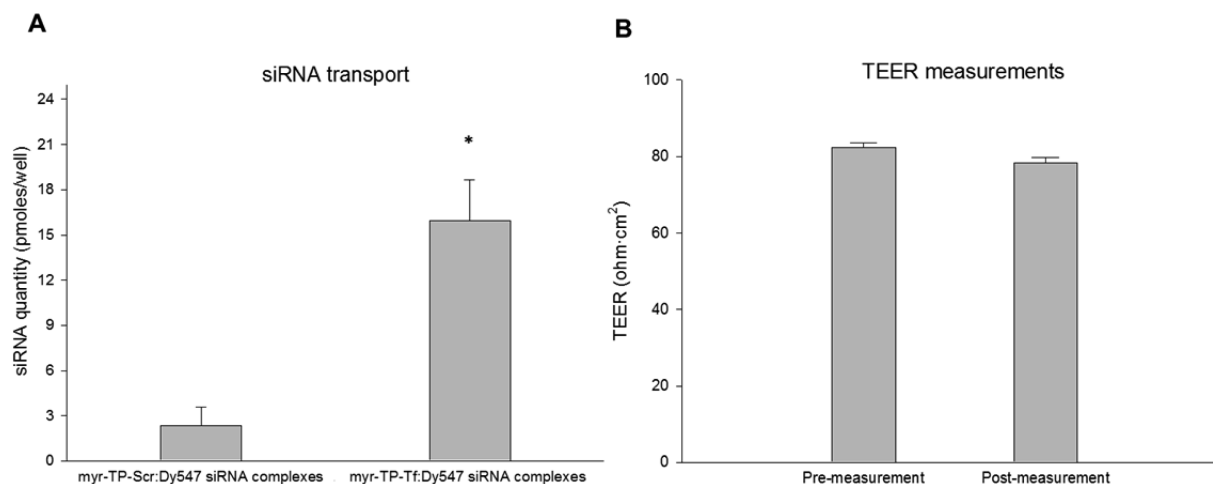 A
siRNA transport
siRNA quantity (pmoles/well)
24
21
18
15
12
9
6
3
0
*
myr-TP-Scr:Dy547 siRNA complexes
myr-TP-Tf:Dy547 siRNA complexes
B
TEER measurements
TEER (ohm·cm²)
100
80
60
40
20
0
Pre-measurement
Post-measurement